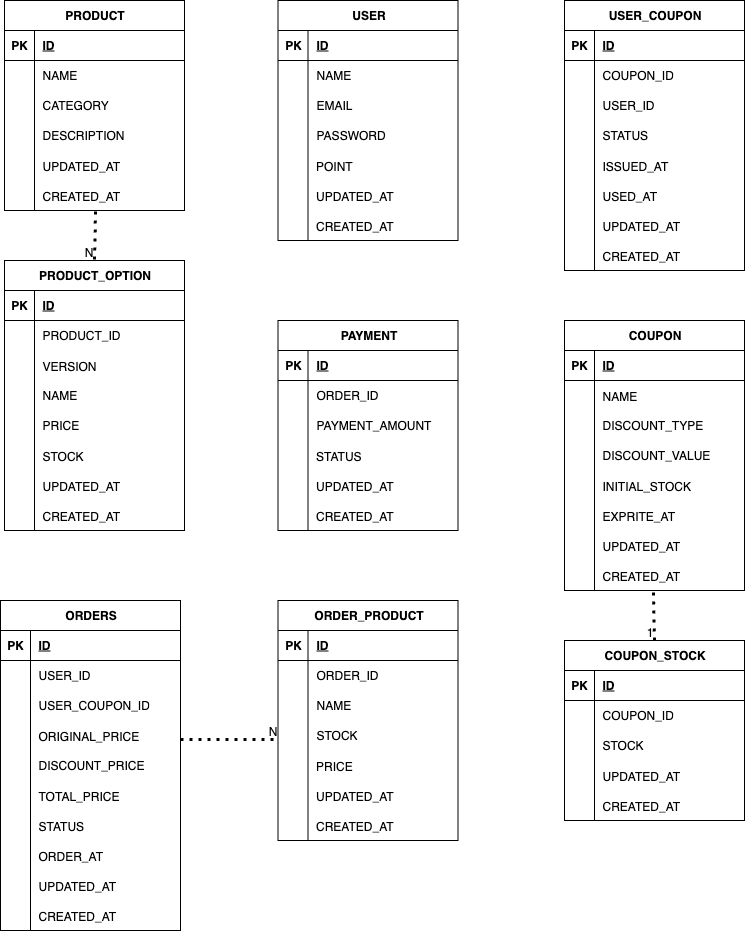 PRODUCT
PK ID
NAME
CATEGORY
DESCRIPTION
UPDATED_AT
CREATED_AT
N
PRODUCT_OPTION
PK ID
PRODUCT_ID
VERSION
NAME
PRICE
STOCK
UPDATED_AT
CREATED_AT
USER
PK ID
NAME
EMAIL
PASSWORD
POINT
UPDATED_AT
CREATED_AT
USER_COUPON
PK ID
COUPON_ID
USER_ID
STATUS
ISSUED_AT
USED_AT
UPDATED_AT
CREATED_AT
PAYMENT
PK ID
ORDER_ID
PAYMENT_AMOUNT
STATUS
UPDATED_AT
CREATED_AT
COUPON
PK ID
NAME
DISCOUNT_TYPE
DISCOUNT_VALUE
INITIAL_STOCK
EXPRITE_AT
UPDATED_AT
CREATED_AT
1
COUPON_STOCK
PK ID
COUPON_ID
STOCK
UPDATED_AT
CREATED_AT
ORDERS
PK ID
USER_ID
USER_COUPON_ID
ORIGINAL_PRICE
DISCOUNT_PRICE
TOTAL_PRICE
STATUS
ORDER_AT
UPDATED_AT
CREATED_AT
N
ORDER_PRODUCT
PK ID
ORDER_ID
NAME
STOCK
PRICE
UPDATED_AT
CREATED_AT